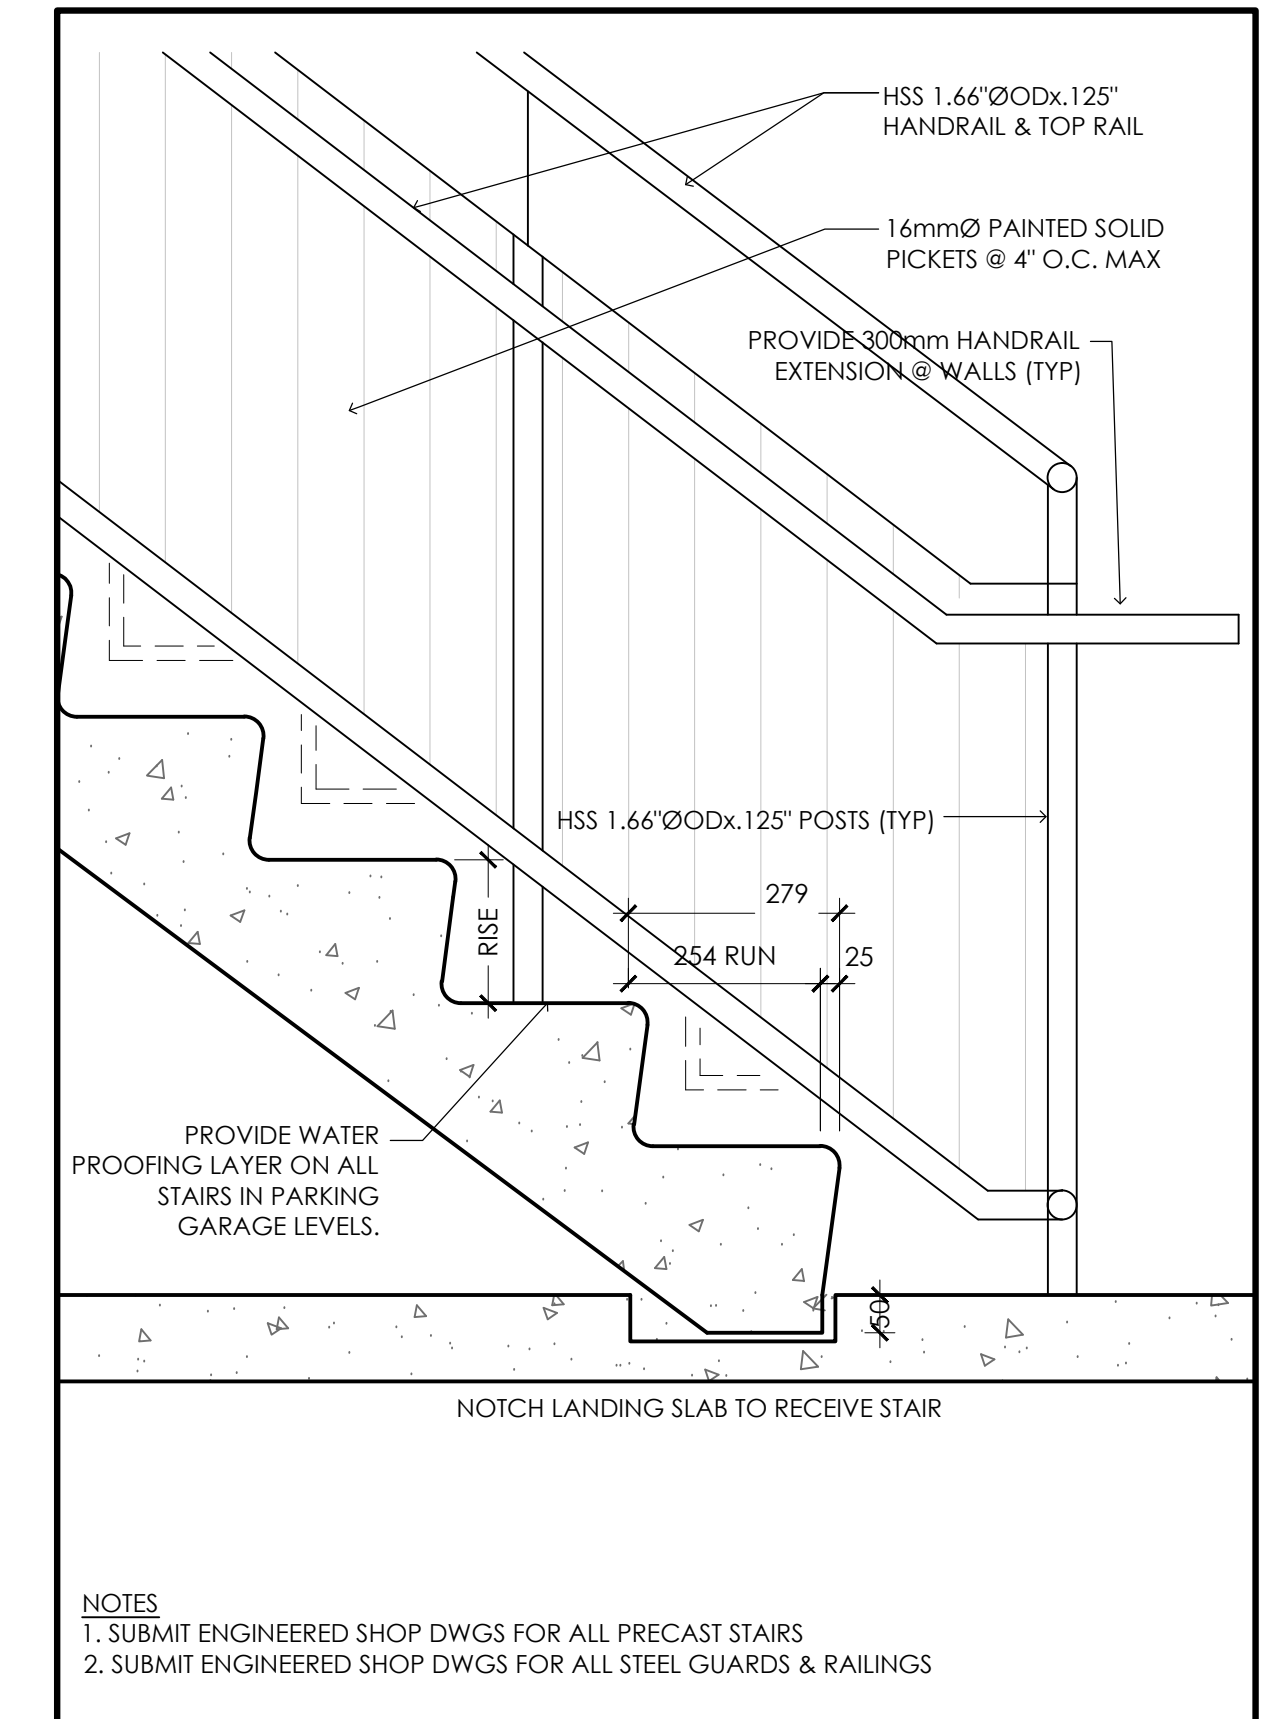 HSS 1.66"ØODx.125"
HANDRAIL & TOP RAIL
16mmØ PAINTED SOLID
PICKETS @ 4" O.C. MAX
PROVIDE 300mm HANDRAIL
EXTENSION @ WALLS (TYP)
HSS 1.66"ØODx.125" POSTS (TYP)
279
RISE
254 RUN
25
PROVIDE WATER
PROOFING LAYER ON ALL
STAIRS IN PARKING
GARAGE LEVELS.
50
NOTCH LANDING SLAB TO RECEIVE STAIR
NOTES
1. SUBMIT ENGINEERED SHOP DWGS FOR ALL PRECAST STAIRS
2. SUBMIT ENGINEERED SHOP DWGS FOR ALL STEEL GUARDS & RAILINGS